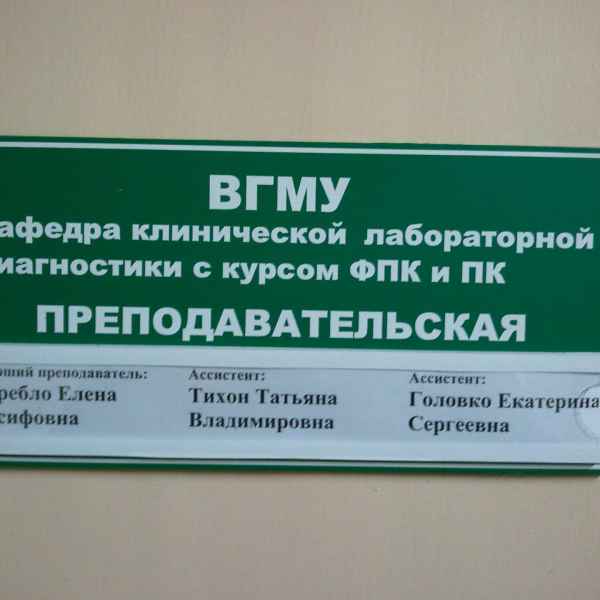 ВГМУ
афедра клинической лабораторной
иагностики с курсом ФПК и ПК
ПРЕПОДАВАТЕЛЬСКАЯ
преподаватель: Ассистент: Ассистент:
ребло Елена Тихон Татьяна Головко Екатерина
сифовна Владимировна Сергеевна